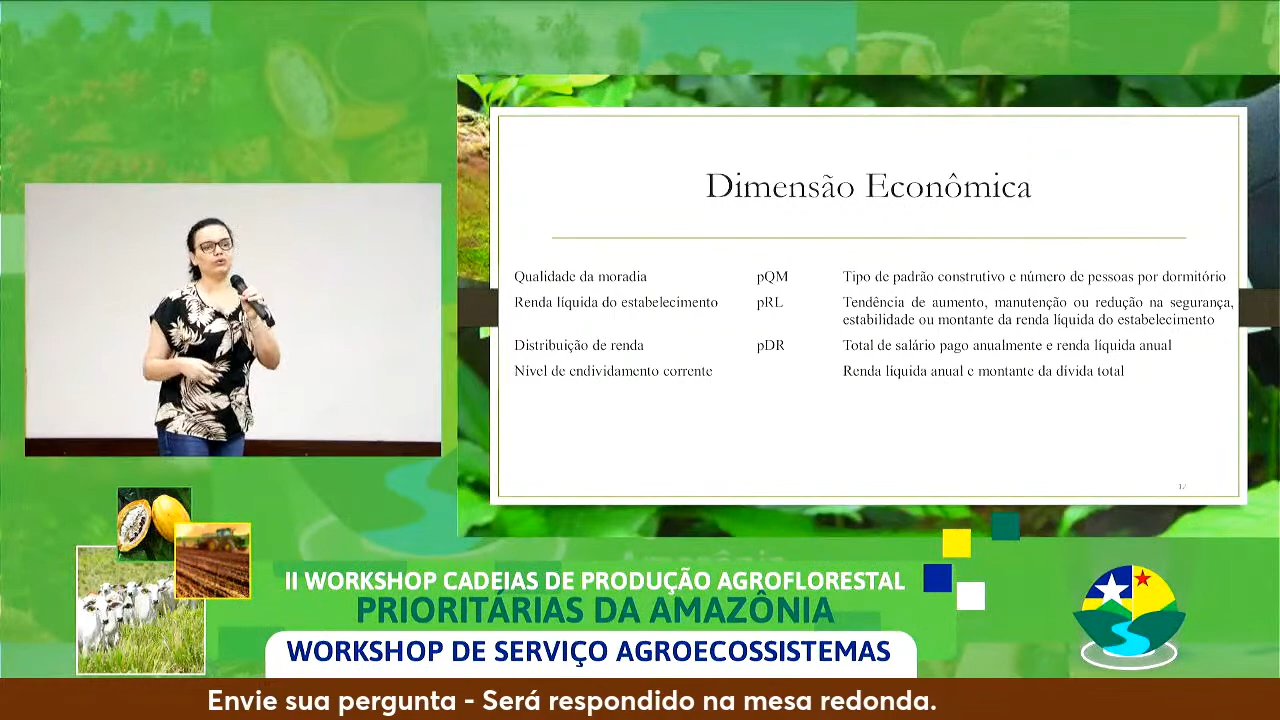 Dimensão Econômica
Qualidade da moradia pQM Tipo de padrão construtivo e número de pessoas por dormitório
Renda líquida do estabelecimento pRL Tendência de aumento, manutenção ou redução na segurança,
estabilidade ou montante da renda líquida do estabelecimento
Distribuição de renda pDR Total de salário pago anualmente e renda líquida anual
Nível de endividamento corrente Renda líquida anual e montante da dívida total
II WORKSHOP CADEIAS DE PRODUÇÃO AGROFLORESTAL
PRIORITÁRIAS DA AMAZÔNIA
WORKSHOP DE SERVIÇO AGROECOSSISTEMAS
Envie sua pergunta - Será respondido na mesa redonda.